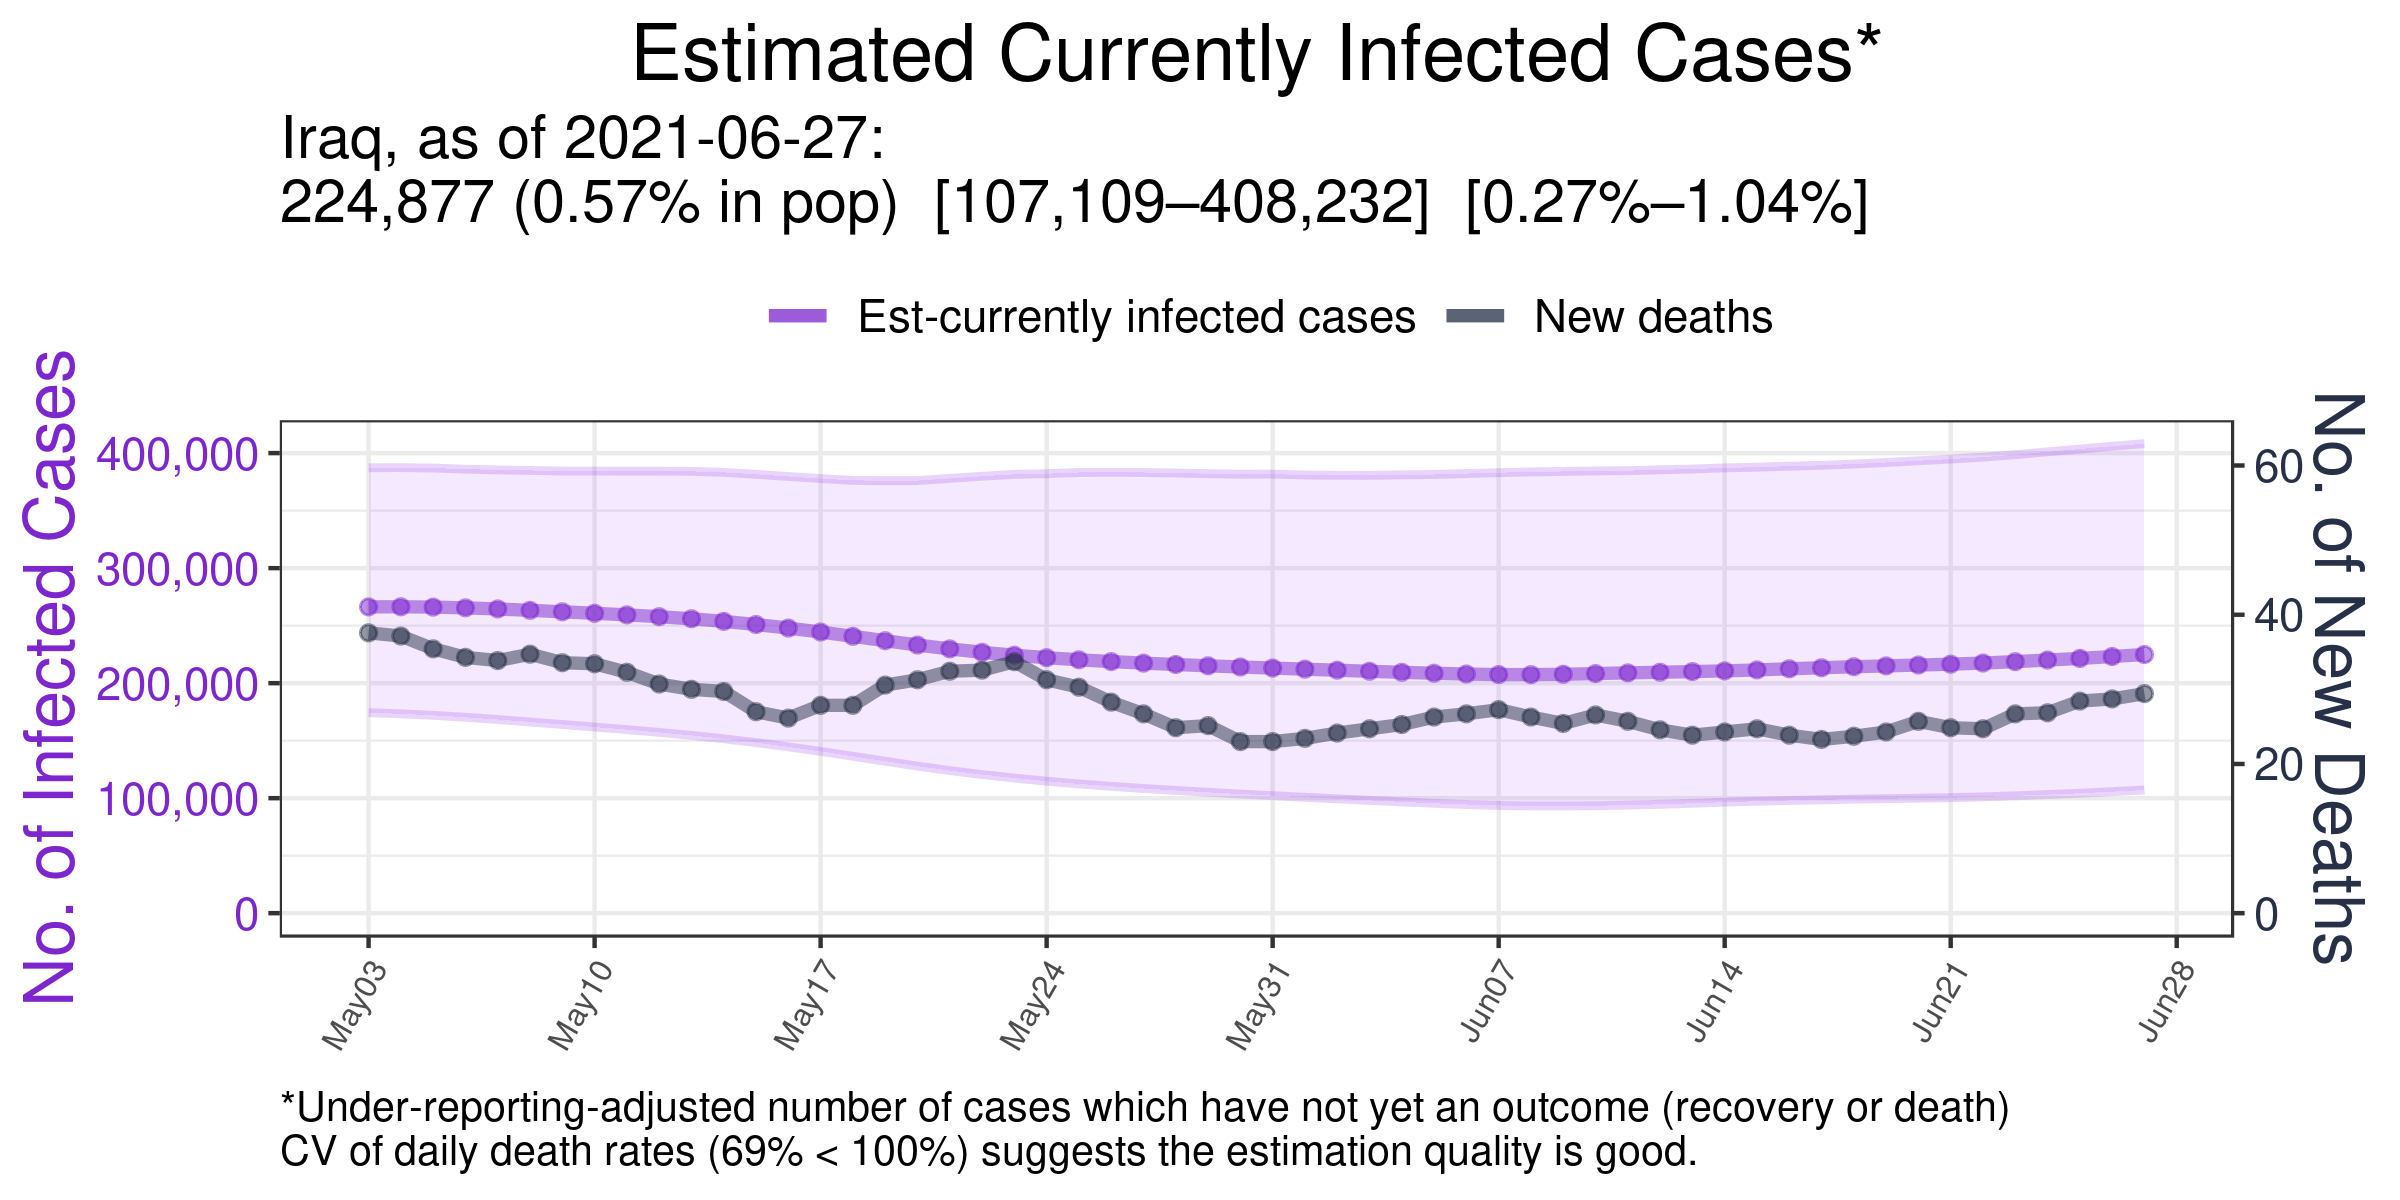 Estimated Currently Infected Cases*
Iraq, as of 2021-06-27:
224,877 (0.57% in pop)  [107,109–408,232]  [0.27%–1.04%]
Est-currently infected cases
New deaths
No. of Infected Cases
400,000
300,000
200,000
100,000
0
60
40
20
0
No. of New Deaths
May03
May10
May17
May24
May31
Jun07
Jun14
Jun21
Jun28
*Under-reporting-adjusted number of cases which have not yet an outcome (recovery or death)
CV of daily death rates (69% < 100%) suggests the estimation quality is good.